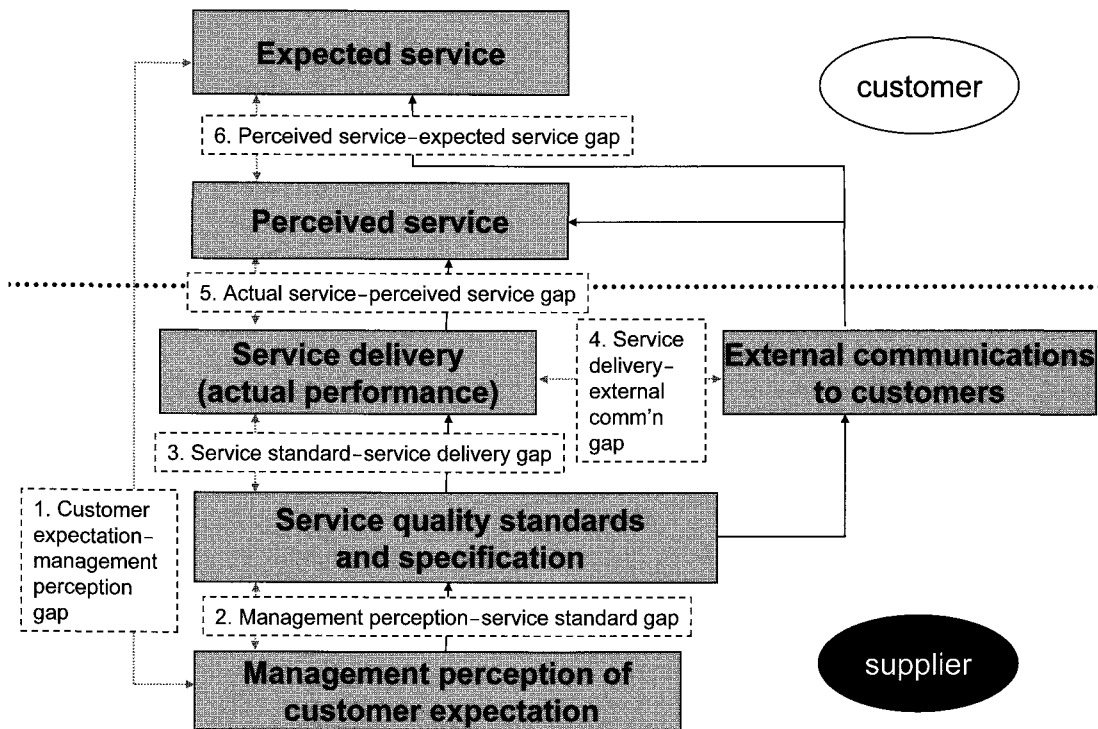 Expected service
customer
6. Perceived service–expected service gap
Perceived service
5. Actual service–perceived service gap
Service delivery
(actual performance)
4. Service
delivery–
external
comm'n
gap
External communications
to customers
3. Service standard–service delivery gap
1. Customer
expectation–
management
perception
gap
Service quality standards
and specification
2. Management perception–service standard gap
Management perception of
customer expectation
supplier